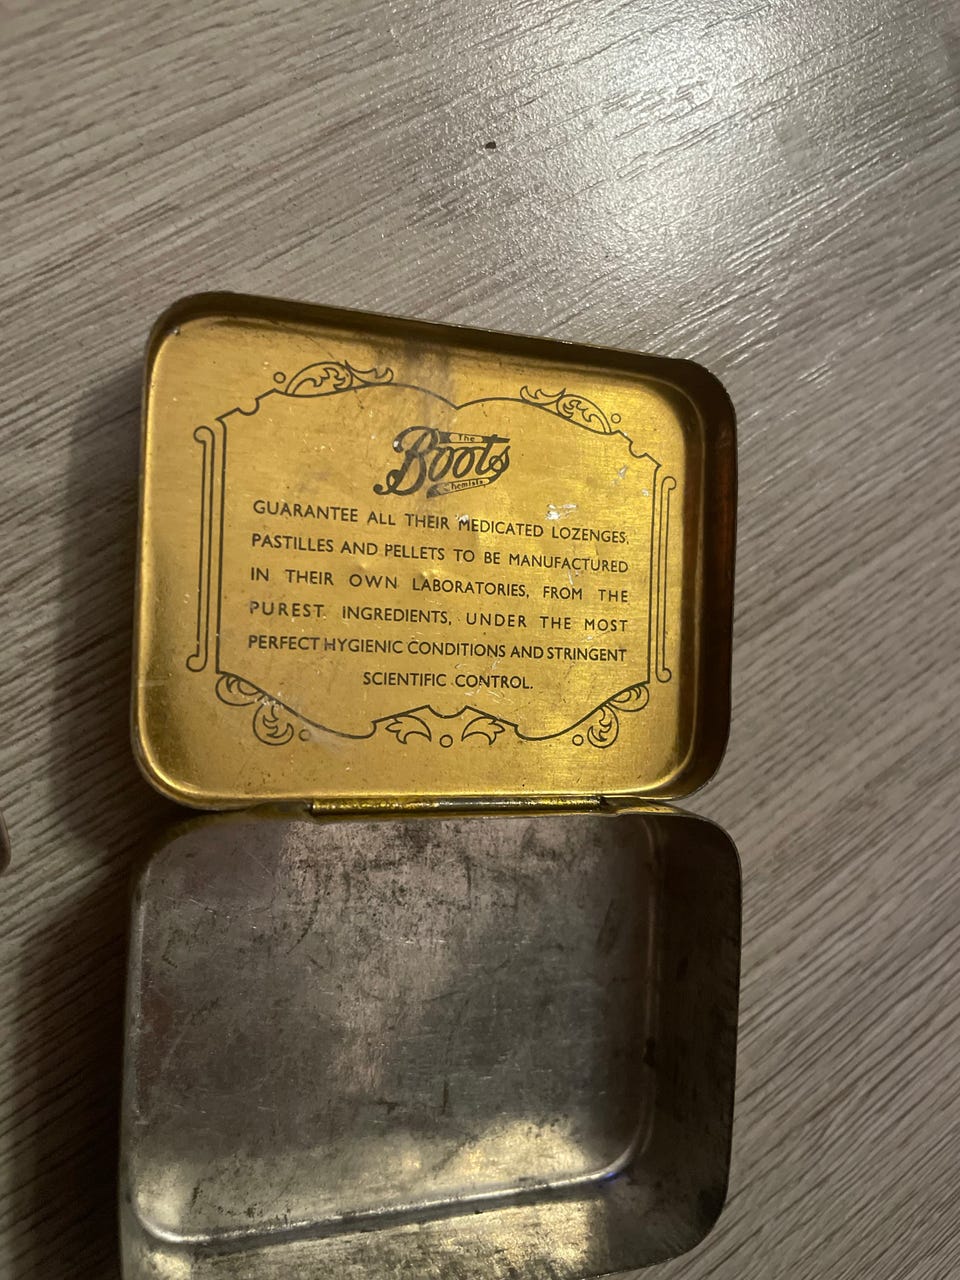 The
Boots
Chemists
GUARANTEE ALL THEIR MEDICATED LOZENGES,
PASTILLES AND PELLETS TO BE MANUFACTURED
IN THEIR OWN LABORATORIES, FROM THE
PUREST INGREDIENTS, UNDER THE MOST
PERFECT HYGIENIC CONDITIONS AND STRINGENT
SCIENTIFIC CONTROL.